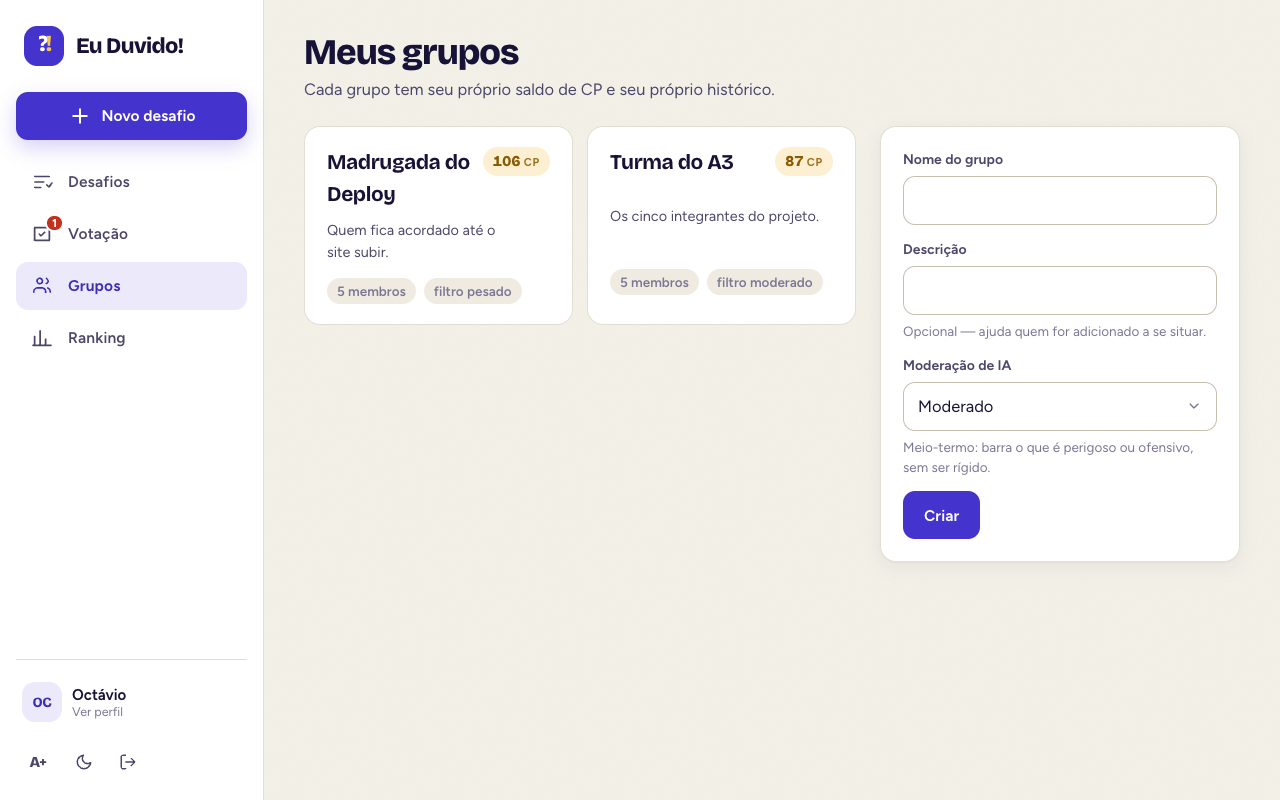 ?!
Eu Duvido!
Novo desafio
Desafios
1
Votação
Grupos
Ranking
OC
Octávio
Ver perfil
A+
Meus grupos
Cada grupo tem seu próprio saldo de CP e seu próprio histórico.
Madrugada do
Deploy
106 CP
Quem fica acordado até o
site subir.
5 membros
filtro pesado
Turma do A3
87 CP
Os cinco integrantes do projeto.
5 membros
filtro moderado
Nome do grupo
Descrição
Opcional — ajuda quem for adicionado a se situar.
Moderação de IA
Moderado
Meio-termo: barra o que é perigoso ou ofensivo,
sem ser rígido.
Criar